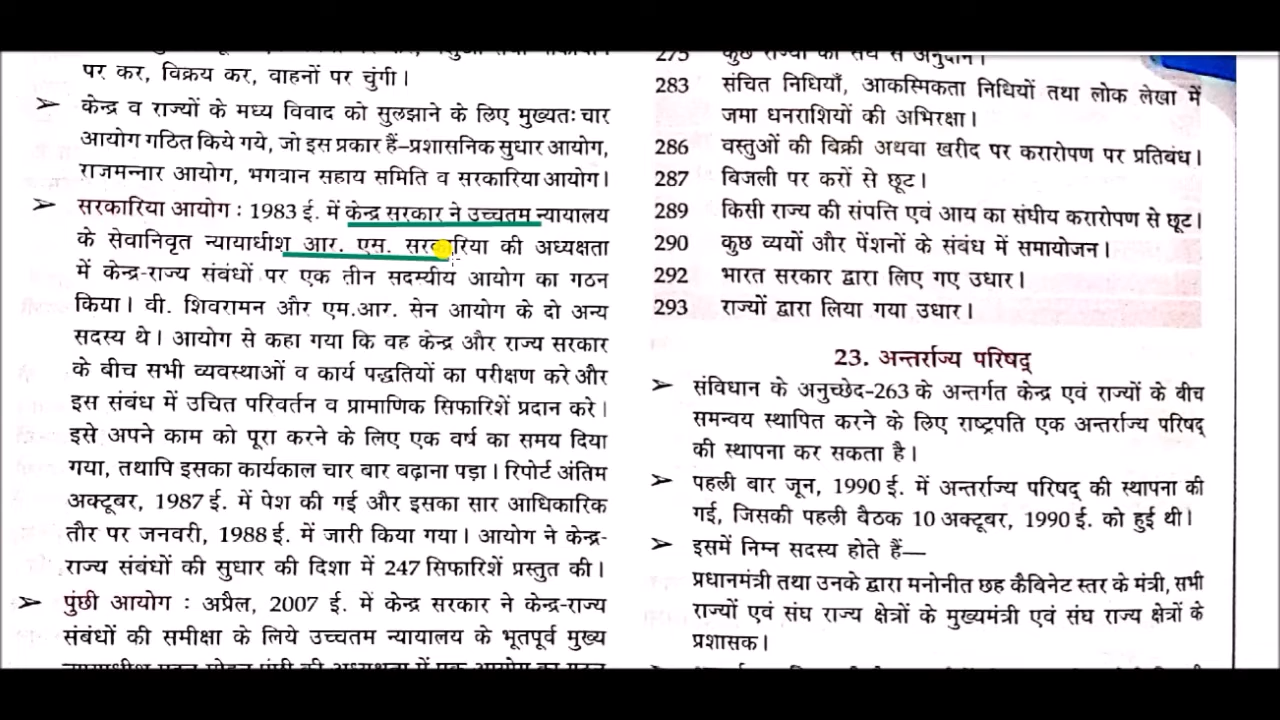 पर कर, विक्रय कर, वाहनों पर चुंगी।
➢ केन्द्र व राज्यों के मध्य विवाद को सुलझाने के लिए मुख्यतः चार
आयोग गठित किये गये, जो इस प्रकार हैं–प्रशासनिक सुधार आयोग,
राजमन्नार आयोग, भगवान सहाय समिति व सरकारिया आयोग।
➢ सरकारिया आयोग : 1983 ई. में केन्द्र सरकार ने उच्चतम न्यायालय
के सेवानिवृत न्यायाधीश आर. एस. सरकारिया की अध्यक्षता
में केन्द्र-राज्य संबंधों पर एक तीन सदस्यीय आयोग का गठन
किया। वी. शिवरामन और एम.आर. सेन आयोग के दो अन्य
सदस्य थे। आयोग से कहा गया कि वह केन्द्र और राज्य सरकार
के बीच सभी व्यवस्थाओं व कार्य पद्धतियों का परीक्षण करे और
इस संबंध में उचित परिवर्तन व प्रामाणिक सिफारिशें प्रदान करे।
इसे अपने काम को पूरा करने के लिए एक वर्ष का समय दिया
गया, तथापि इसका कार्यकाल चार बार बढ़ाना पड़ा। रिपोर्ट अंतिम
अक्टूबर, 1987 ई. में पेश की गई और इसका सार आधिकारिक
तौर पर जनवरी, 1988 ई. में जारी किया गया। आयोग ने केन्द्र-
राज्य संबंधों की सुधार की दिशा में 247 सिफारिशें प्रस्तुत की।
➢ पुंछी आयोग : अप्रैल, 2007 ई. में केन्द्र सरकार ने केन्द्र-राज्य
संबंधों की समीक्षा के लिये उच्चतम न्यायालय के भूतपूर्व मुख्य
की अध्यक्षता में एक आयोग का गठन
275 कुछ राज्यों को संघ से अनुदान।
283 संचित निधियाँ, आकस्मिकता निधियों तथा लोक लेखा में
जमा धनराशियों की अभिरक्षा।
286 वस्तुओं की बिक्री अथवा खरीद पर करारोपण पर प्रतिबंध।
287 बिजली पर करों से छूट।
289 किसी राज्य की संपत्ति एवं आय का संघीय करारोपण से छूट।
290 कुछ व्ययों और पेंशनों के संबंध में समायोजन।
292 भारत सरकार द्वारा लिए गए उधार।
293 राज्यों द्वारा लिया गया उधार।
23. अन्तर्राज्य परिषद्
➢ संविधान के अनुच्छेद-263 के अन्तर्गत केन्द्र एवं राज्यों के बीच
समन्वय स्थापित करने के लिए राष्ट्रपति एक अन्तर्राज्य परिषद्
की स्थापना कर सकता है।
➢ पहली बार जून, 1990 ई. में अन्तर्राज्य परिषद् की स्थापना की
गई, जिसकी पहली बैठक 10 अक्टूबर, 1990 ई. को हुई थी।
➢ इसमें निम्न सदस्य होते हैं—
प्रधानमंत्री तथा उनके द्वारा मनोनीत छह कैबिनेट स्तर के मंत्री, सभी
राज्यों एवं संघ राज्य क्षेत्रों के मुख्यमंत्री एवं संघ राज्य क्षेत्रों के
प्रशासक।